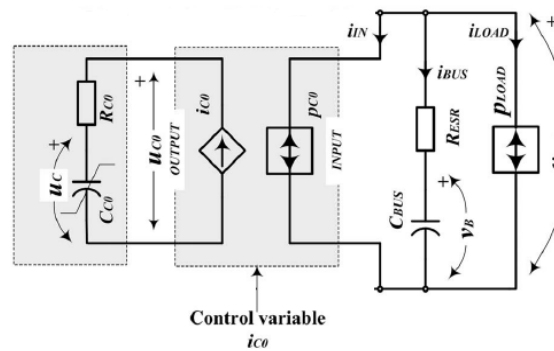 i_IN
i_LOAD
i_BUS
R_C0
i_C0
p_C0
p_LOAD
R_ESR
u_C0
OUTPUT
INPUT
+
+
+
+
u_C
C_C0
C_BUS
v_B
Control variable
i_C0